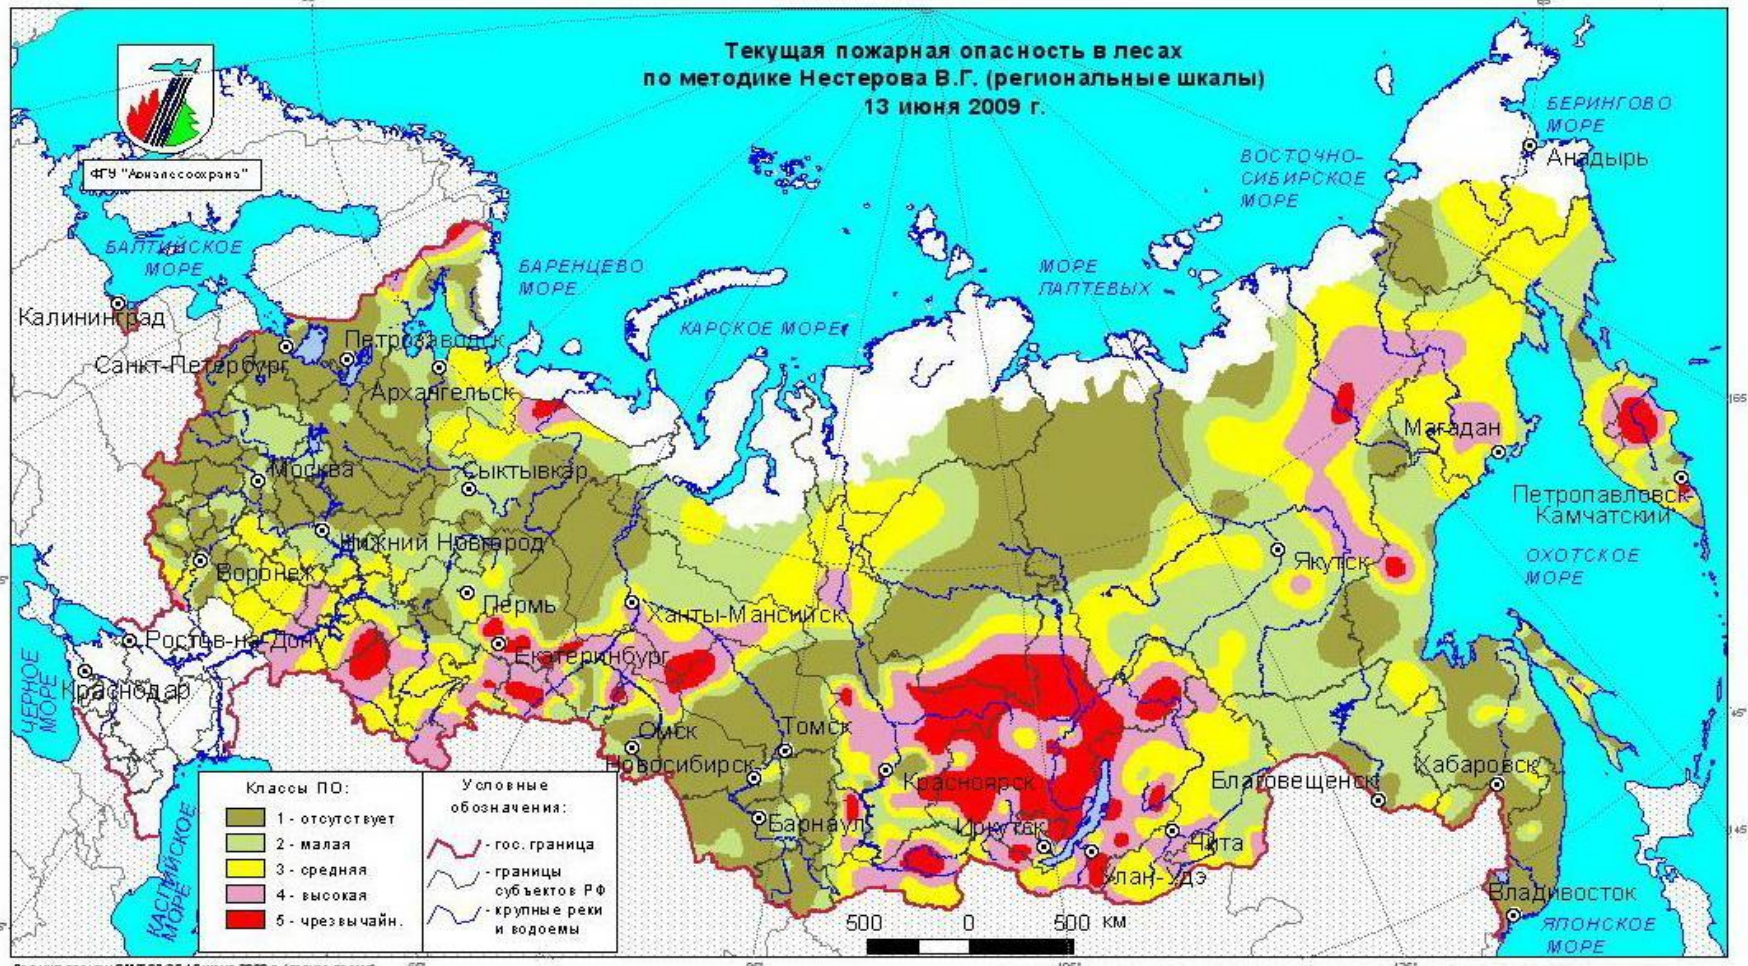 Текущая пожарная опасность в лесах
по методике Нестерова В.Г. (региональные шкалы)
13 июня 2009 г.
ФГУ "Авиалесоохрана"
БЕРИНГОВО
МОРЕ
Анадырь
ВОСТОЧНО-
СИБИРСКОЕ
МОРЕ
БАЛТИЙСКОЕ
МОРЕ
БАРЕНЦЕВО
МОРЕ
МОРЕ
ЛАПТЕВЫХ
КАРСКОЕ МОРЕ
Калининград
Санкт-Петербург
Петрозаводск
Архангельск
Магадан
Москва
Сыктывкар
Петропавловск-
Камчатский
Нижний Новгород
Воронеж
Якутск
ОХОТСКОЕ
МОРЕ
Пермь
Ханты-Мансийск
Ростов-на-Дону
Екатеринбург
Краснодар
ЧЕРНОЕ
МОРЕ
Омск
Томск
Новосибирск
Красноярск
Благовещенск
Хабаровск
Барнаул
Иркутск
Чита
Улан-Удэ
Владивосток
ЯПОНСКОЕ
МОРЕ
КАСПИЙСКОЕ
МОРЕ
Классы ПО:
1 - отсутствует
2 - малая
3 - средняя
4 - высокая
5 - чрезвычайн.
Условные
обозначения:
- гос. граница
- границы
субъектов РФ
- крупные реки
и водоемы
500 0 500 км